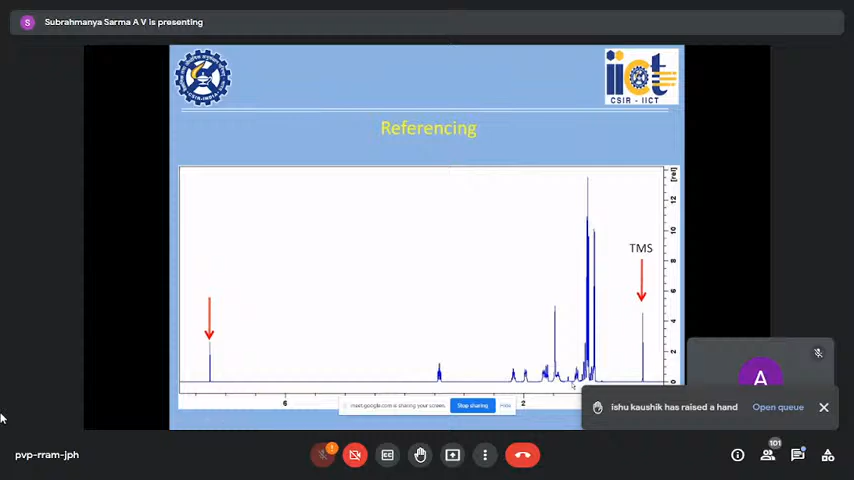 S
Subrahmanya Sarma A V is presenting
iict
CSIR - IICT
Referencing
[rel]
12
10
8
6
4
2
0
TMS
6
2
meet.google.com is sharing your screen.
Stop sharing
Hide
A
ishu kaushik has raised a hand
Open queue
pvp-rram-jph
101